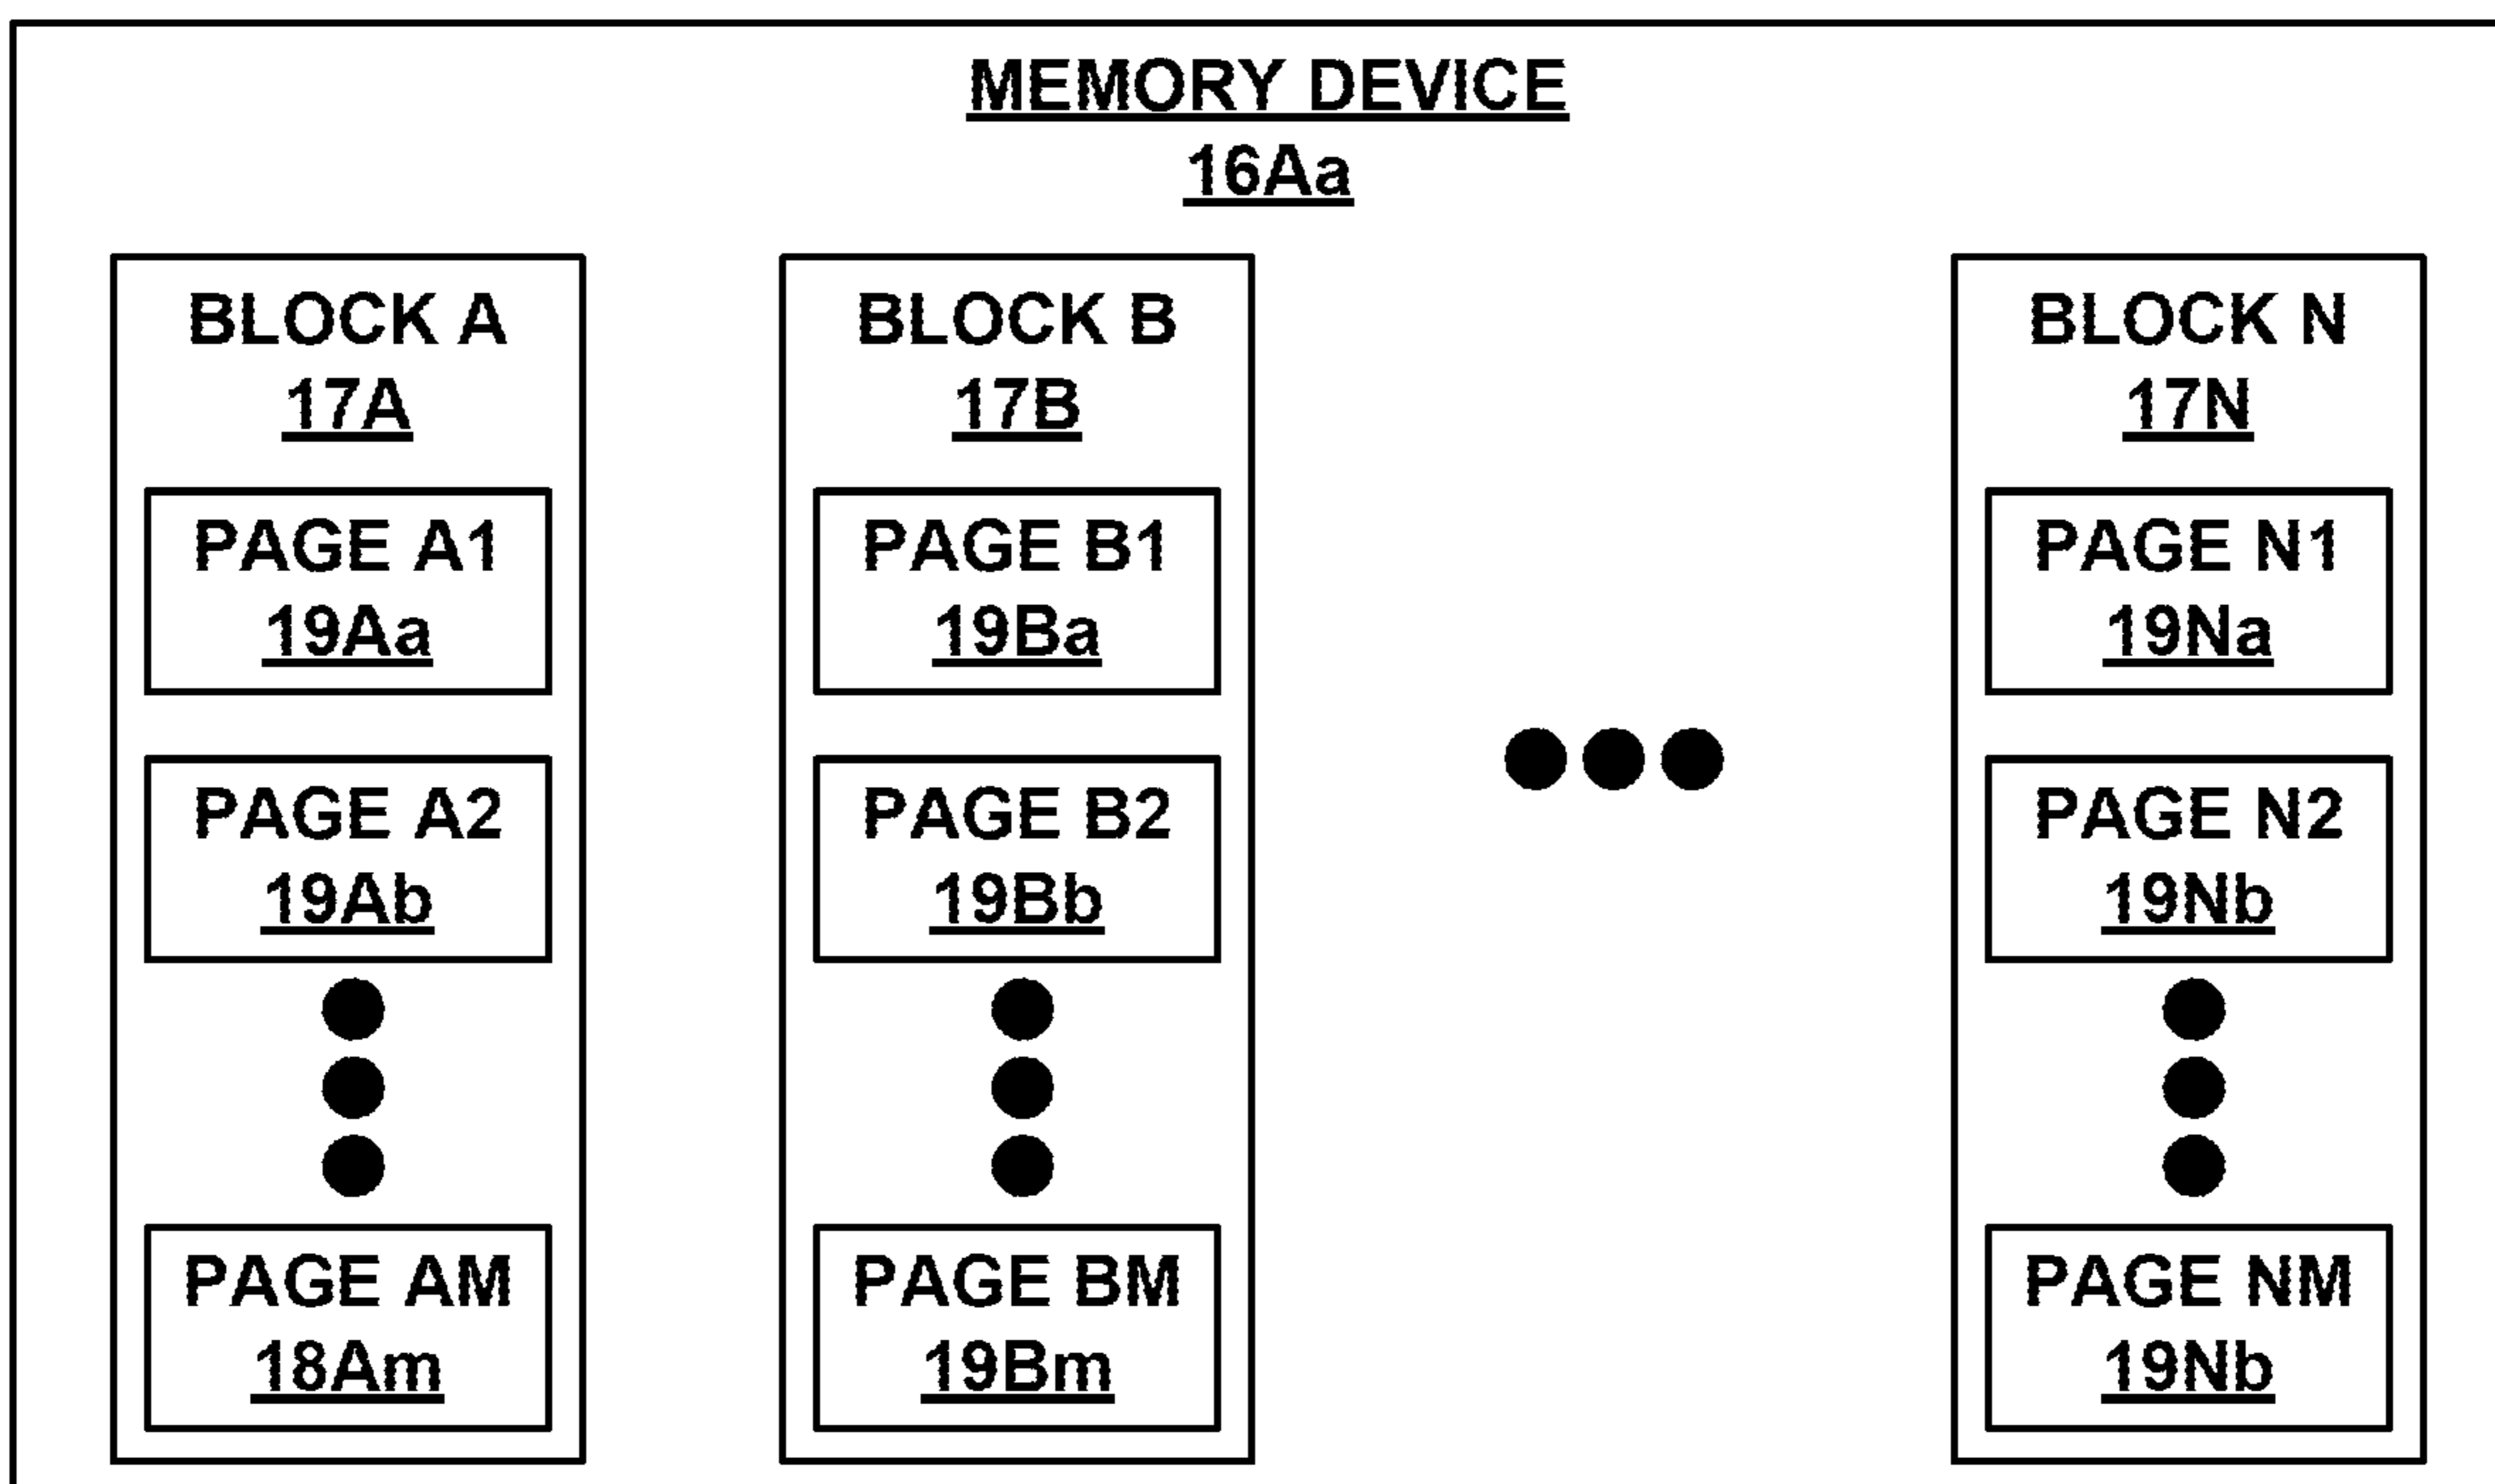 MEMORY DEVICE
16Aa
BLOCK A
17A
PAGE A1
19Aa
PAGE A2
19Ab
PAGE AM
18Am
BLOCK B
17B
PAGE B1
19Ba
PAGE B2
19Bb
PAGE BM
19Bm
BLOCK N
17N
PAGE N1
19Na
PAGE N2
19Nb
PAGE NM
19Nb